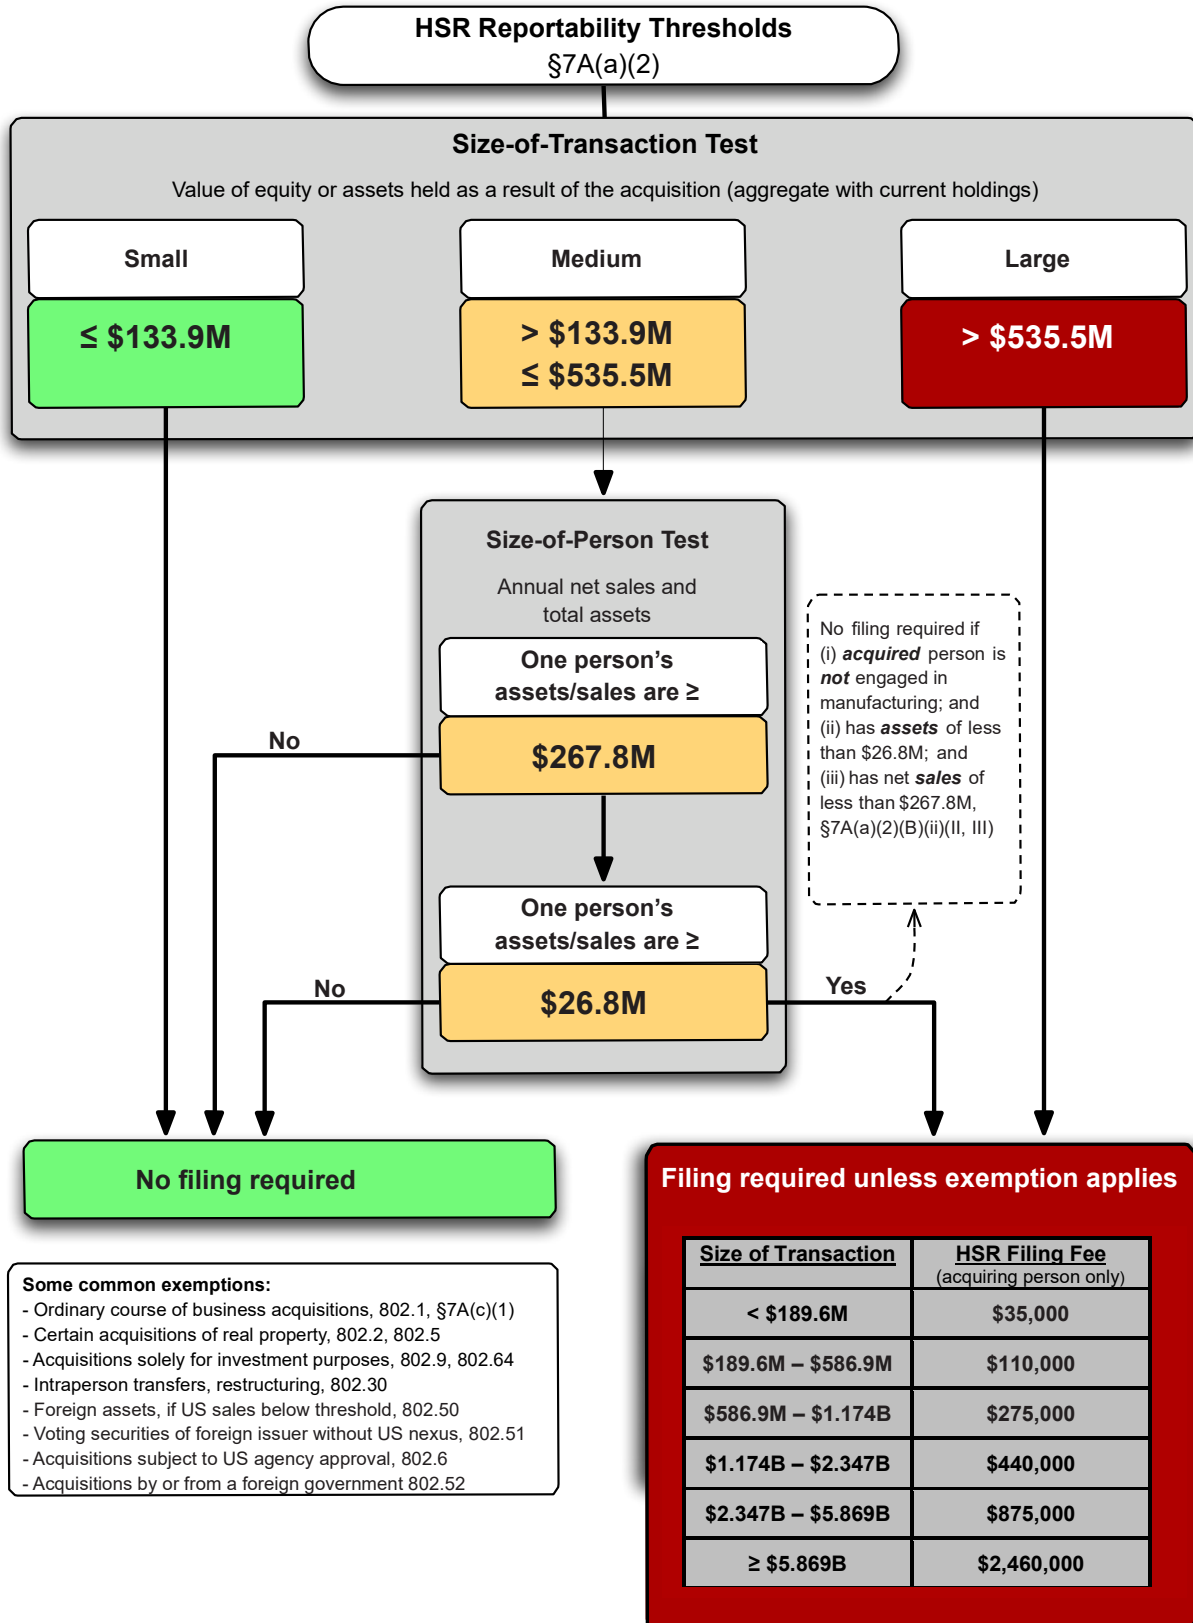 HSR Reportability Thresholds
§7A(a)(2)
Size-of-Transaction Test
Value of equity or assets held as a result of the acquisition (aggregate with current holdings)
Small
≤ $133.9M
Medium
> $133.9M
≤ $535.5M
Large
> $535.5M
Size-of-Person Test
Annual net sales and
total assets
One person’s
assets/sales are ≥
$267.8M
No
One person’s
assets/sales are ≥
$26.8M
No
Yes
No filing required if
(i) acquired person is
not engaged in
manufacturing; and
(ii) has assets of less
than $26.8M; and
(iii) has net sales of
less than $267.8M,
§7A(a)(2)(B)(ii)(II, III)
No filing required
Some common exemptions:
- Ordinary course of business acquisitions, 802.1, §7A(c)(1)
- Certain acquisitions of real property, 802.2, 802.5
- Acquisitions solely for investment purposes, 802.9, 802.64
- Intraperson transfers, restructuring, 802.30
- Foreign assets, if US sales below threshold, 802.50
- Voting securities of foreign issuer without US nexus, 802.51
- Acquisitions subject to US agency approval, 802.6
- Acquisitions by or from a foreign government 802.52
Filing required unless exemption applies
Size of Transaction HSR Filing Fee
(acquiring person only)
< $189.6M $35,000
$189.6M – $586.9M $110,000
$586.9M – $1.174B $275,000
$1.174B – $2.347B $440,000
$2.347B – $5.869B $875,000
≥ $5.869B $2,460,000